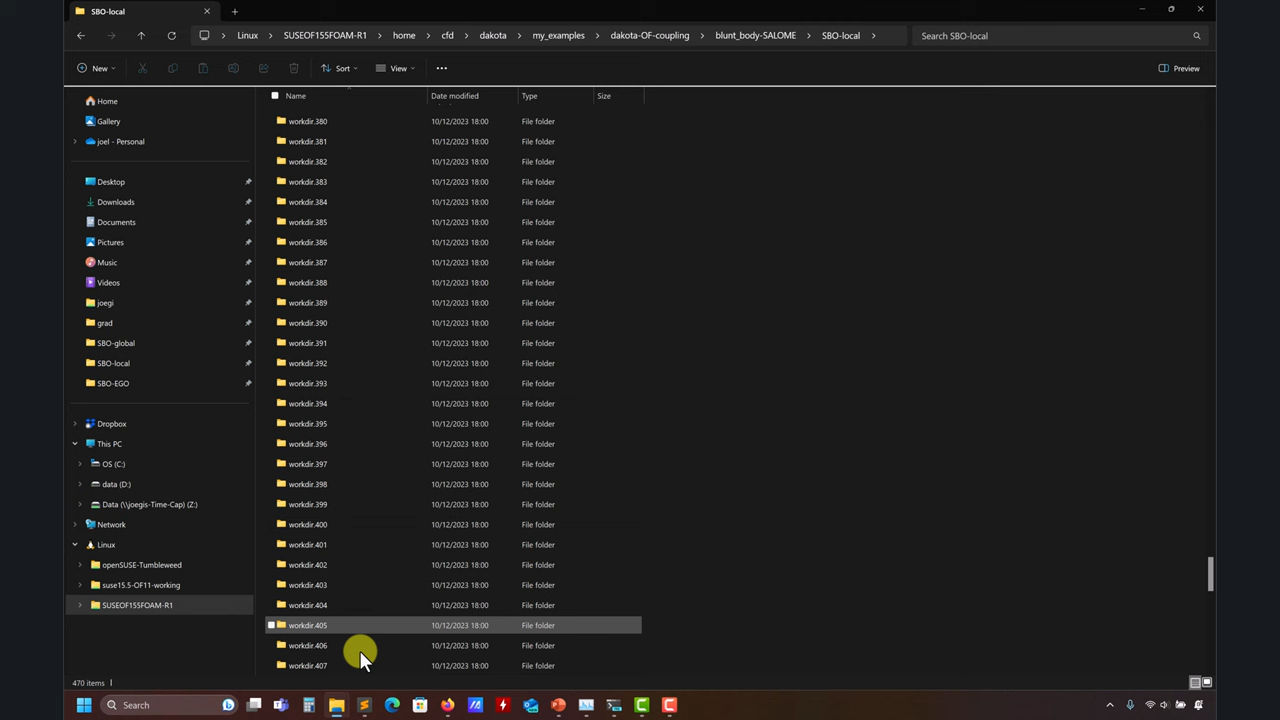 SBO-local
Linux
SUSEOF155FOAM-R1
home
cfd
dakota
my_examples
dakota-OF-coupling
blunt_body-SALOME
SBO-local
Search SBO-local
New
Sort
View
Preview
Name
Date modified
Type
Size
Home
Gallery
joel - Personal
Desktop
Downloads
Documents
Pictures
Music
Videos
joegi
grad
SBO-global
SBO-local
SBO-EGO
Dropbox
This PC
OS (C:)
data (D:)
Data (\\joegis-Time-Cap) (Z:)
Network
Linux
openSUSE-Tumbleweed
suse15.5-OF11-working
SUSEOF155FOAM-R1
workdir.380 10/12/2023 18:00 File folder
workdir.381 10/12/2023 18:00 File folder
workdir.382 10/12/2023 18:00 File folder
workdir.383 10/12/2023 18:00 File folder
workdir.384 10/12/2023 18:00 File folder
workdir.385 10/12/2023 18:00 File folder
workdir.386 10/12/2023 18:00 File folder
workdir.387 10/12/2023 18:00 File folder
workdir.388 10/12/2023 18:00 File folder
workdir.389 10/12/2023 18:00 File folder
workdir.390 10/12/2023 18:00 File folder
workdir.391 10/12/2023 18:00 File folder
workdir.392 10/12/2023 18:00 File folder
workdir.393 10/12/2023 18:00 File folder
workdir.394 10/12/2023 18:00 File folder
workdir.395 10/12/2023 18:00 File folder
workdir.396 10/12/2023 18:00 File folder
workdir.397 10/12/2023 18:00 File folder
workdir.398 10/12/2023 18:00 File folder
workdir.399 10/12/2023 18:00 File folder
workdir.400 10/12/2023 18:00 File folder
workdir.401 10/12/2023 18:00 File folder
workdir.402 10/12/2023 18:00 File folder
workdir.403 10/12/2023 18:00 File folder
workdir.404 10/12/2023 18:00 File folder
workdir.405 10/12/2023 18:00 File folder
workdir.406 10/12/2023 18:00 File folder
workdir.407 10/12/2023 18:00 File folder
470 items
Search